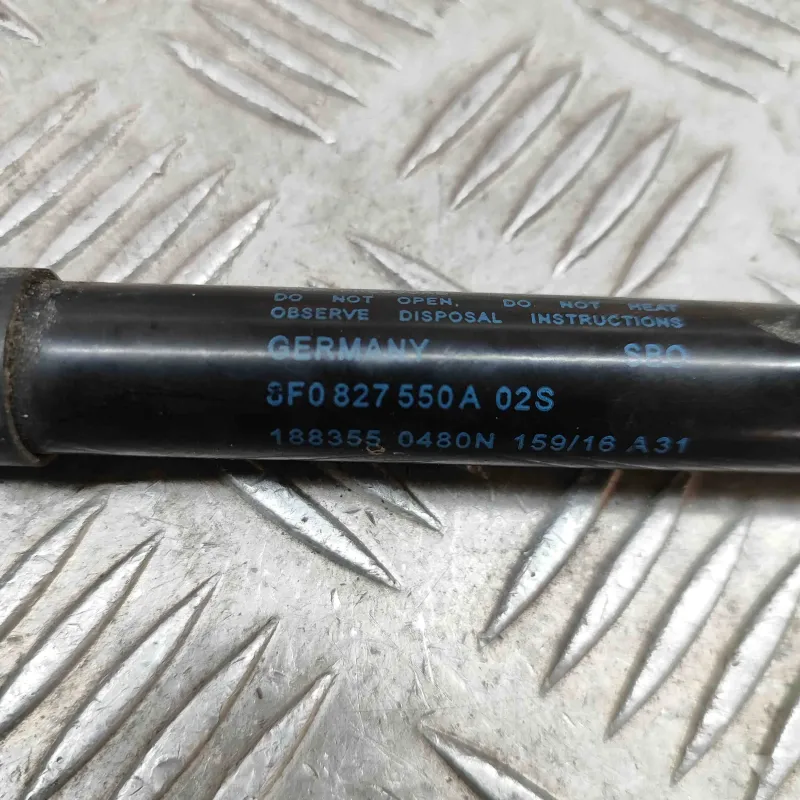 DO NOT OPEN. DO NOT HEAT
OBSERVE DISPOSAL INSTRUCTIONS
GERMANY SBO
8F0 827 550A 02S
188355 0480N 159/16 A31